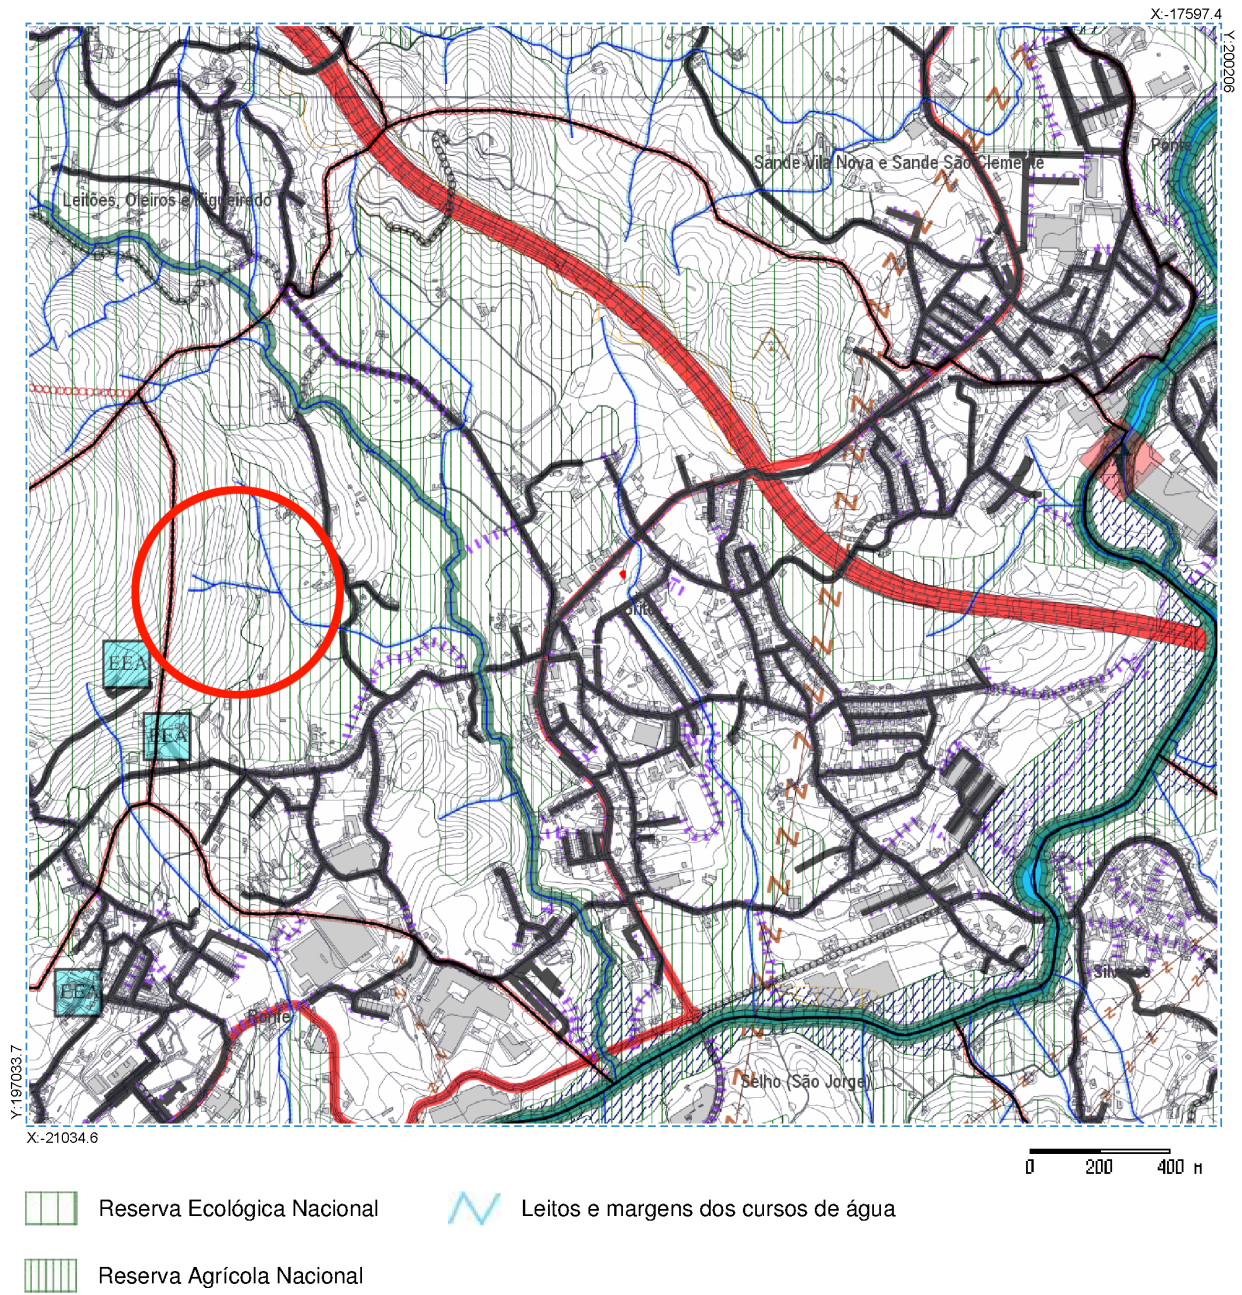 X:-17597.4
Y:200206
Ponte
Sande Vila Nova e Sande São Clemente
Leitões, Oleiros e Figueiredo
Brito
EEA
EEA
EEA
Silvares
Ronfe
Selho (São Jorge)
Y:197033.7
X:-21034.6
0 200 400 M
Reserva Ecológica Nacional
Leitos e margens dos cursos de água
Reserva Agrícola Nacional